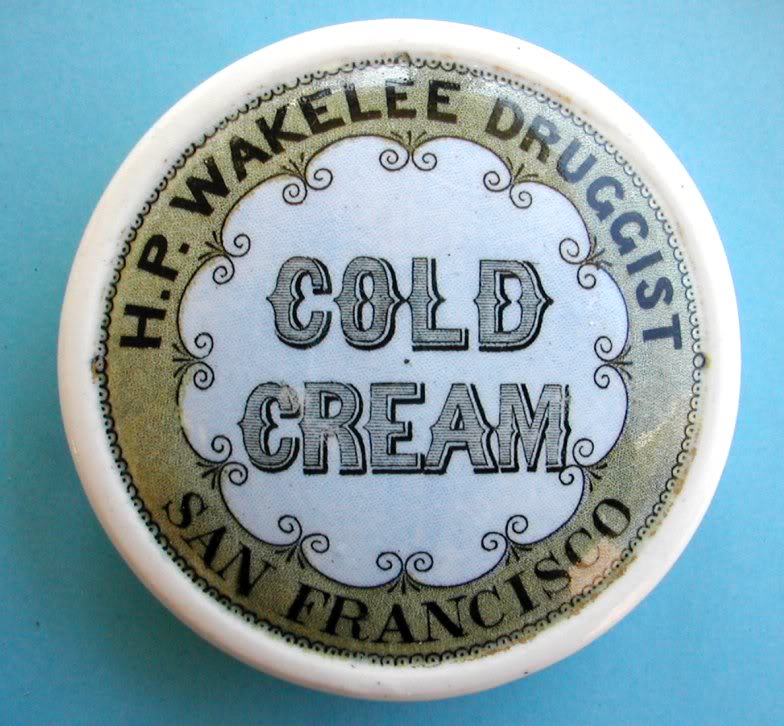 H.P. WAKELEE DRUGGIST
COLD
CREAM
SAN FRANCISCO